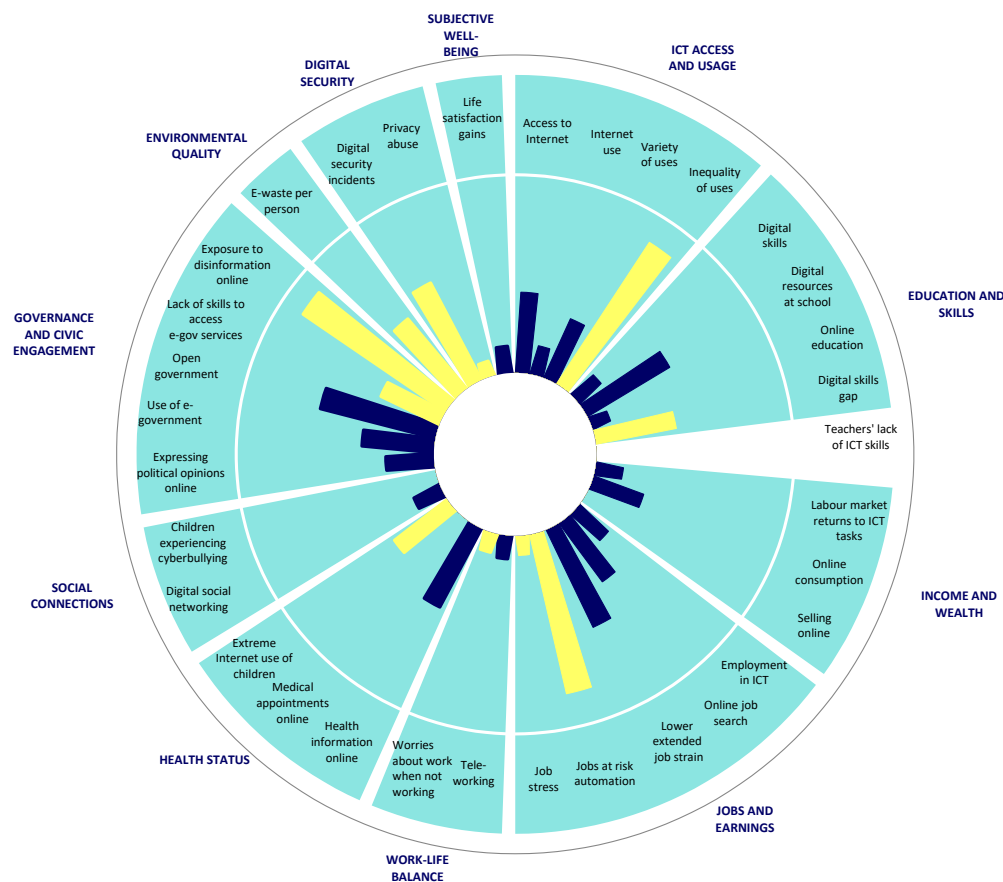 SUBJECTIVE
WELL-
BEING
ICT ACCESS
AND USAGE
DIGITAL
SECURITY
ENVIRONMENTAL
QUALITY
GOVERNANCE
AND CIVIC
ENGAGEMENT
SOCIAL
CONNECTIONS
HEALTH STATUS
WORK-LIFE
BALANCE
JOBS AND
EARNINGS
INCOME AND
WEALTH
EDUCATION AND
SKILLS
Life
satisfaction
gains
Access to
Internet
Internet
use
Variety
of uses
Inequality
of uses
Digital
skills
Digital
resources
at school
Online
education
Digital skills
gap
Teachers' lack
of ICT skills
Labour market
returns to ICT
tasks
Online
consumption
Selling
online
Employment
in ICT
Online job
search
Lower
extended
job strain
Jobs at risk
automation
Job
stress
Tele-
working
Worries
about work
when not
working
Health
information
online
Medical
appointments
online
Extreme
Internet use of
children
Digital social
networking
Children
experiencing
cyberbullying
Expressing
political opinions
online
Use of e-
government
Open
government
Lack of skills to
access
e-gov services
Exposure to
disinformation
online
E-waste per
person
Digital
security
incidents
Privacy
abuse